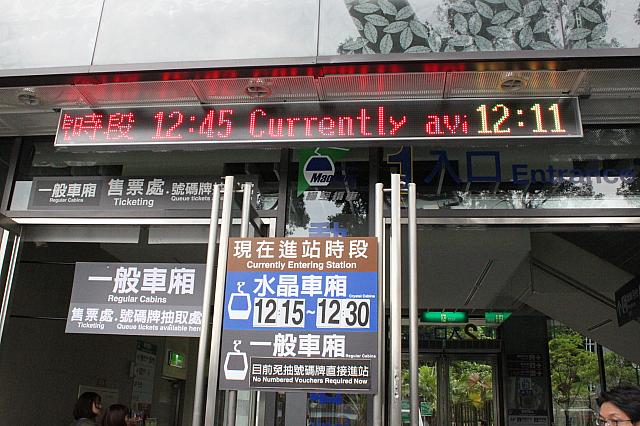 時段 12:45 Currently avi 12:11
1 入口 Entrance
一般車廂 售票處.號碼牌
Regular Cabins Ticketing Queue tickets
Mao
現在進站時段
Currently Entering Station
水晶車廂
Crystal Cabins
12:15~12:30
一般車廂
Regular Cabins
目前免抽號碼牌直接進站
No Numbered Vouchers Required Now
一般車廂
Regular Cabins
售票處.號碼牌抽取處
Ticketing Queue tickets available here